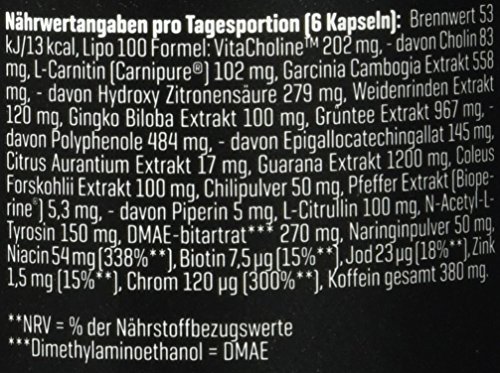 Nährwertangaben pro Tagesportion (6 Kapseln): Brennwert 53
kJ/13 kcal, Lipo 100 Formel: VitaCholine™ 202 mg, - davon Cholin 83
mg, L-Carnitin (Carnipure®) 102 mg, Garcinia Cambogia Extrakt 558
mg, - davon Hydroxy Zitronensäure 279 mg, Weidenrinden Extrakt
120 mg, Gingko Biloba Extrakt 100 mg, Grüntee Extrakt 967 mg, -
davon Polyphenole 484 mg, - davon Epigallocatechingallat 145 mg
Citrus Aurantium Extrakt 17 mg, Guarana Extrakt 1200 mg, Coleus
Forskohlii Extrakt 100 mg, Chilipulver 50 mg, Pfeffer Extrakt (Biope-
rine®) 5,3 mg, - davon Piperin 5 mg, L-Citrullin 100 mg, N-Acetyl-L-
Tyrosin 150 mg, DMAE-bitartrat*** 270 mg, Naringinpulver 50 mg,
Niacin 54 mg (338%**), Biotin 7,5 µg (15%**), Jod 23 µg (18%**), Zink
1,5 mg (15%**), Chrom 120 µg (300%**), Koffein gesamt 380 mg.
**NRV = % der Nährstoffbezugswerte
***Dimethylaminoethanol = DMAE